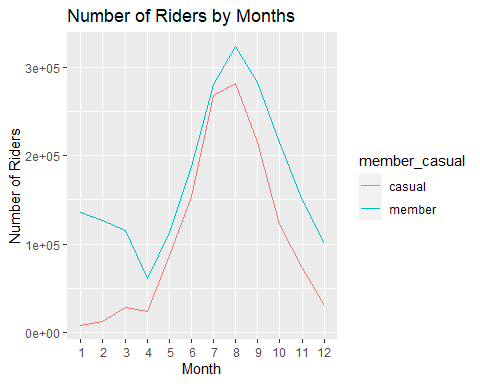 Number of Riders by Months
Number of Riders
3e+05
2e+05
1e+05
0e+00
1 2 3 4 5 6 7 8 9 10 11 12
Month
member_casual
casual
member